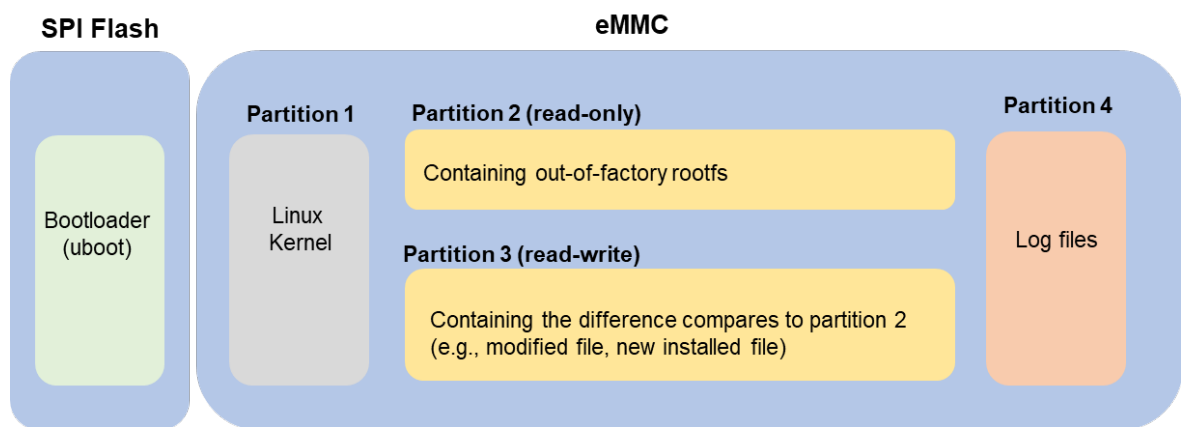 SPI Flash
eMMC
Bootloader
(uboot)
Partition 1
Linux
Kernel
Partition 2 (read-only)
Containing out-of-factory rootfs
Partition 3 (read-write)
Containing the difference compares to partition 2
(e.g., modified file, new installed file)
Partition 4
Log files